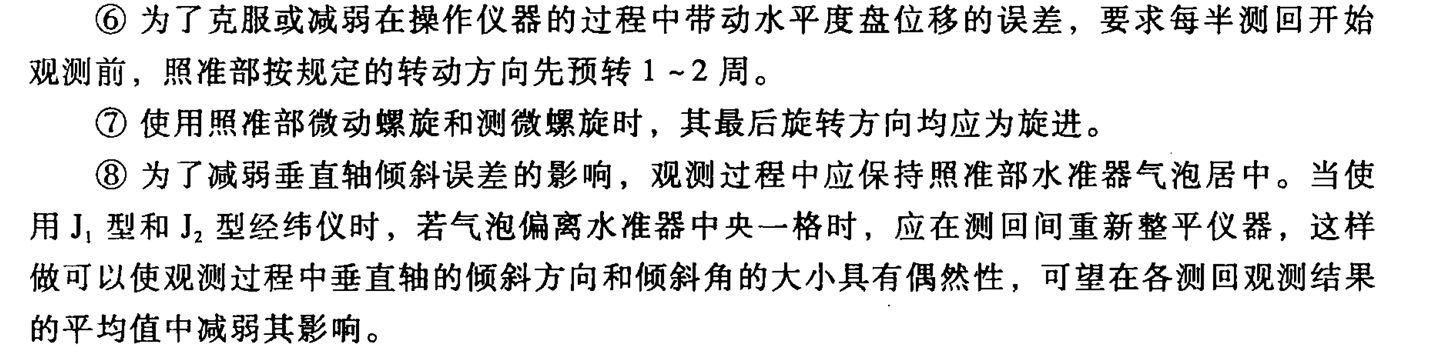 ⑥ 为了克服或减弱在操作仪器的过程中带动水平度盘位移的误差，要求每半测回开始
观测前，照准部按规定的转动方向先预转 1 ~ 2 周。
⑦ 使用照准部微动螺旋和测微螺旋时，其最后旋转方向均应为旋进。
⑧ 为了减弱垂直轴倾斜误差的影响，观测过程中应保持照准部水准器气泡居中。当使
用 J₁ 型和 J₂ 型经纬仪时，若气泡偏离水准器中央一格时，应在测回间重新整平仪器，这样
做可以使观测过程中垂直轴的倾斜方向和倾斜角的大小具有偶然性，可望在各测回观测结果
的平均值中减弱其影响。